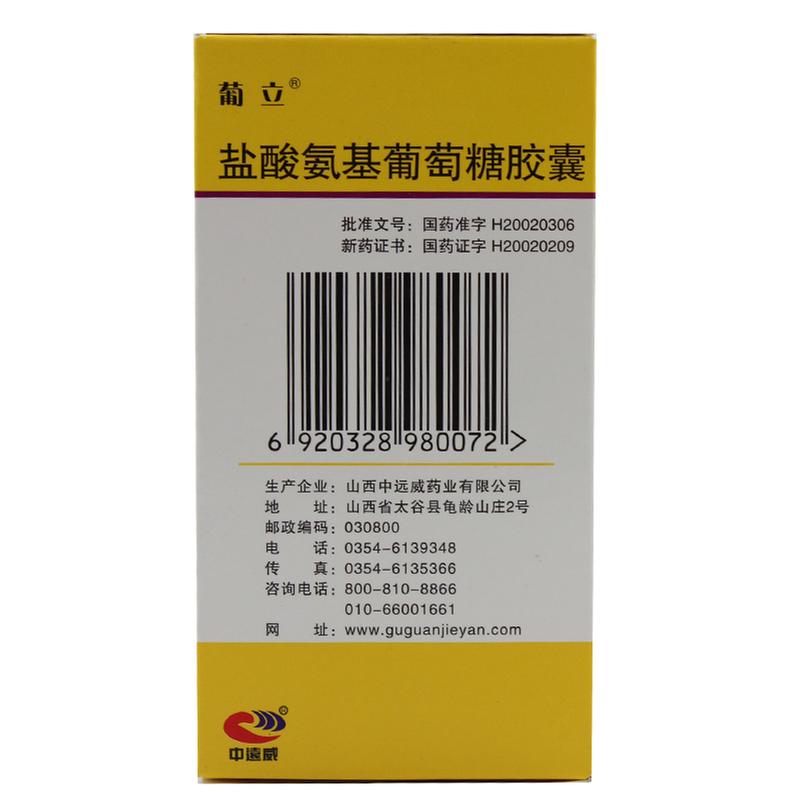 葡立®
盐酸氨基葡萄糖胶囊
批准文号：国药准字 H20020306
新药证书：国药证字 H20020209
6 920328 980072 >
生产企业：山西中远威药业有限公司
地 址：山西省太谷县龟龄山庄2号
邮政编码：030800
电 话：0354-6139348
传 真：0354-6135366
咨询电话：800-810-8866
010-66001661
网 址：www.guguanjieyan.com
®
中遠威